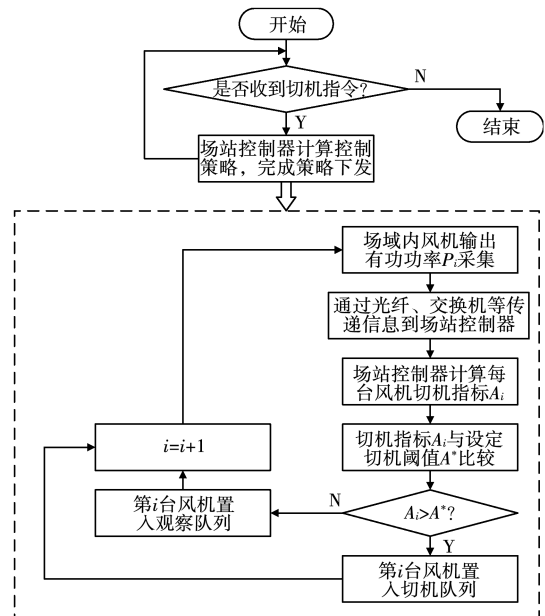 开始
是否收到切机指令?
N
结束
Y
场站控制器计算控制
策略，完成策略下发
场域内风机输出
有功功率Pi采集
通过光纤、交换机等传
递信息到场站控制器
场站控制器计算每
台风机切机指标Ai
切机指标Ai与设定
切机阈值A*比较
i=i+1
第i台风机置
入观察队列
N
Ai>A*?
Y
第i台风机置
入切机队列